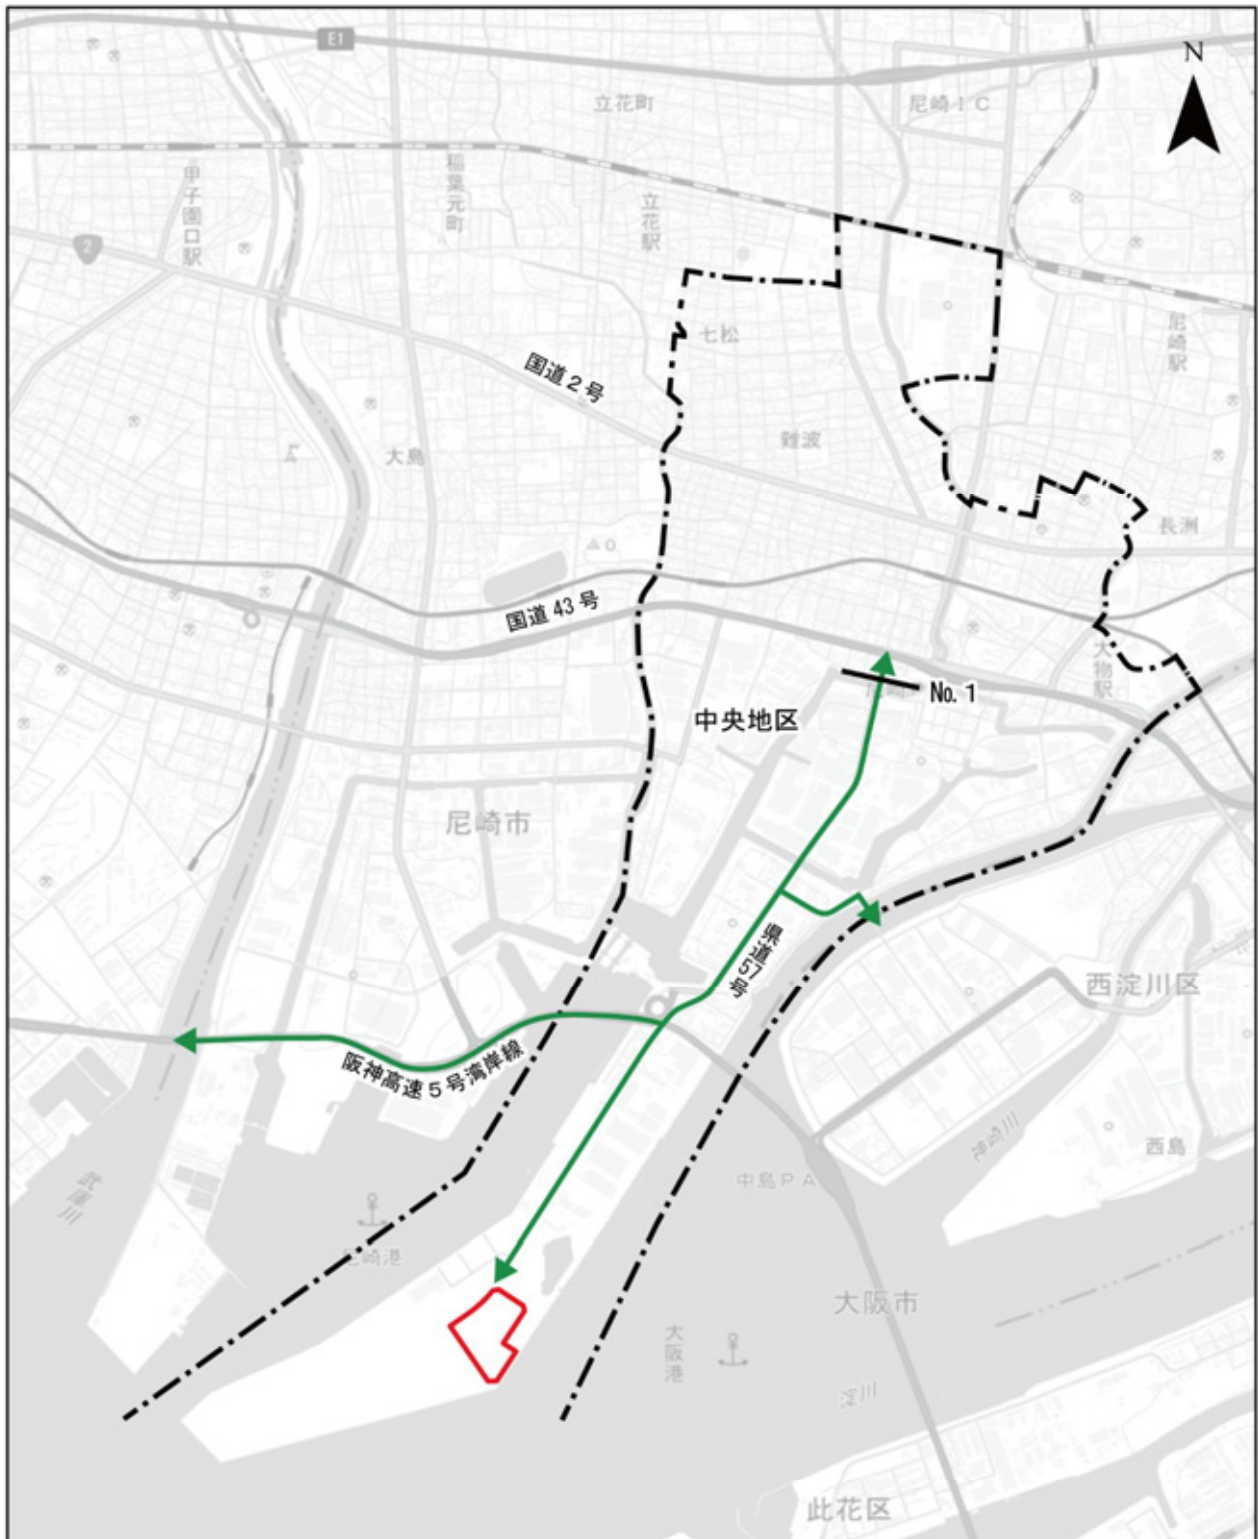 E1
N
立花町
尼崎IC
甲子園口駅
稲葉元町
立花駅
2
七松
尼崎駅
国道2号
難波
大島
長洲
国道43号
大物駅
No. 1
中央地区
尼崎市
県道57号
西淀川区
阪神高速5号湾岸線
神崎川
西島
中島PA
武庫川
尼崎港
大阪市
大阪港
淀川
此花区